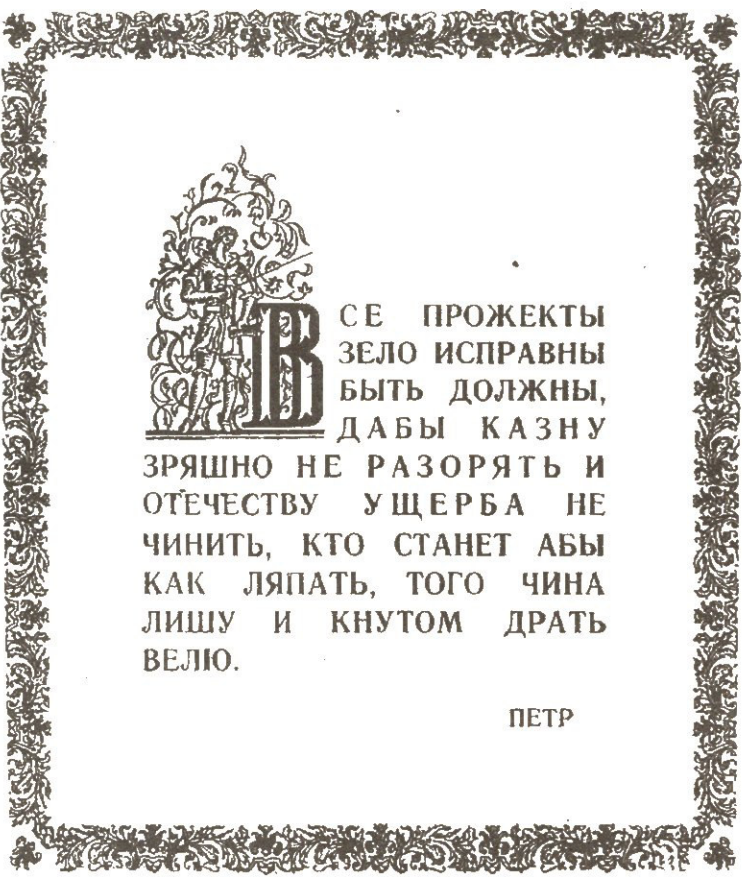 ВСЕ ПРОЖЕКТЫ
ЗЕЛО ИСПРАВНЫ
БЫТЬ ДОЛЖНЫ,
ДАБЫ КАЗНУ
ЗРЯШНО НЕ РАЗОРЯТЬ И
ОТЕЧЕСТВУ УЩЕРБА НЕ
ЧИНИТЬ, КТО СТАНЕТ АБЫ
КАК ЛЯПАТЬ, ТОГО ЧИНА
ЛИШУ И КНУТОМ ДРАТЬ
ВЕЛЮ.
ПЕТР